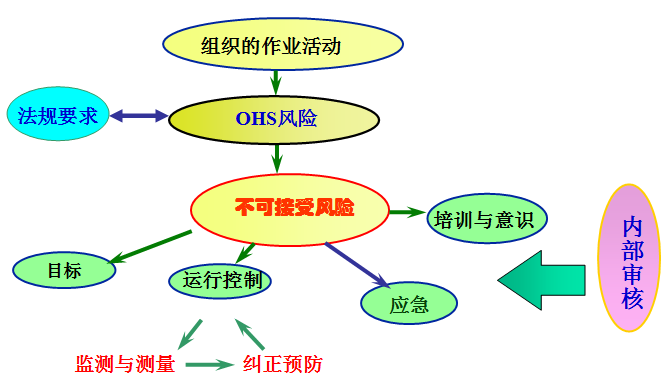 组织的作业活动
法规要求
OHS风险
不可接受风险
培训与意识
内部审核
目标
运行控制
应急
监测与测量
纠正预防